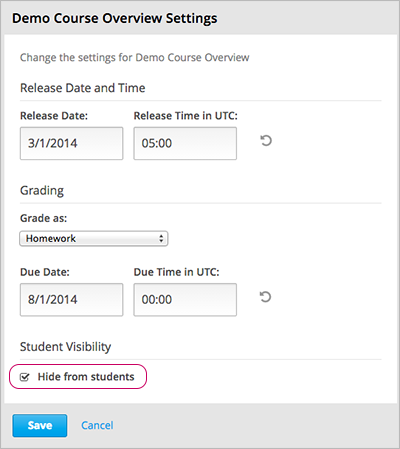 Demo Course Overview Settings
Change the settings for Demo Course Overview
Release Date and Time
Release Date: Release Time in UTC:
3/1/2014 05:00
Grading
Grade as:
Homework
Due Date: Due Time in UTC:
8/1/2014 00:00
Student Visibility
Hide from students
Save Cancel